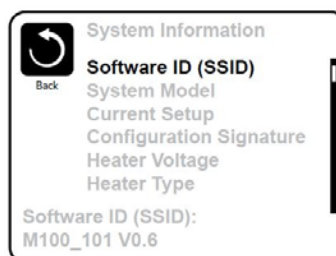 System Information
Back
Software ID (SSID)
System Model
Current Setup
Configuration Signature
Heater Voltage
Heater Type
Software ID (SSID):
M100_101 V0.6